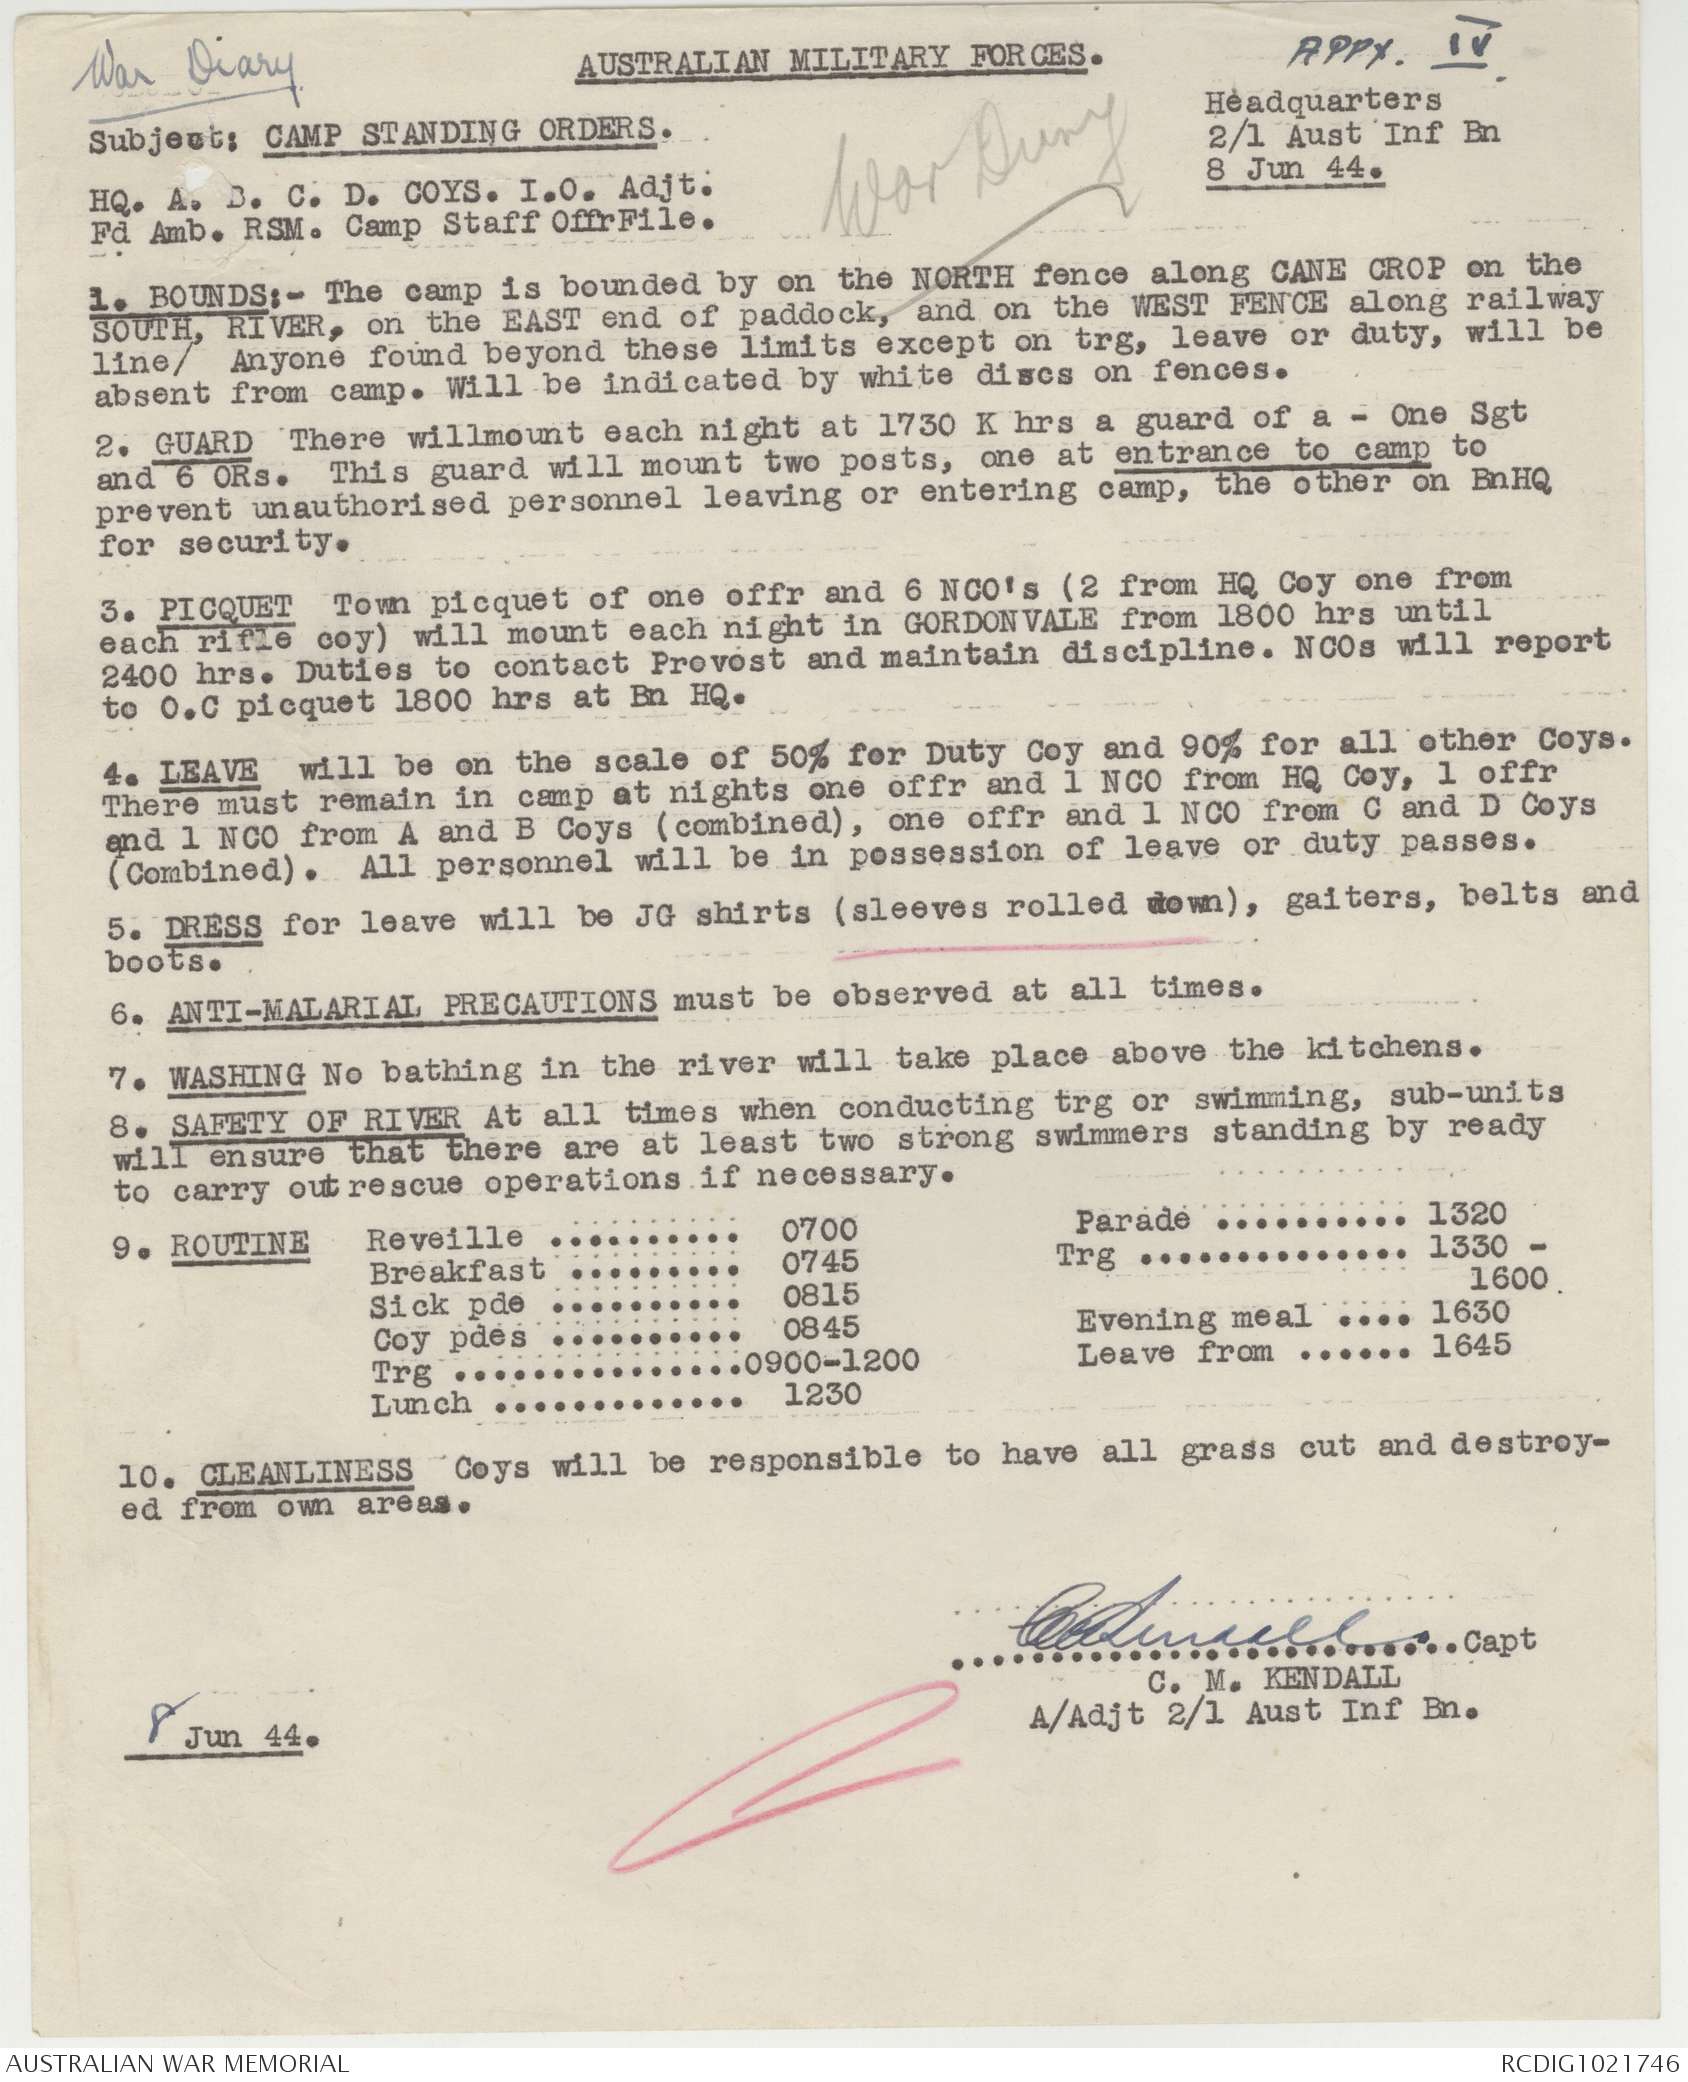 War Diary
AUSTRALIAN MILITARY FORCES.
APPX. IV.
Headquarters
2/1 Aust Inf Bn
8 Jun 44.
Subject: CAMP STANDING ORDERS.
War Diary
HQ. A. B. C. D. COYS. I.O. Adjt.
Fd Amb. RSM. Camp Staff Offr File.
1. BOUNDS:- The camp is bounded by on the NORTH fence along CANE CROP on the
SOUTH, RIVER, on the EAST end of paddock, and on the WEST FENCE along railway
line/ Anyone found beyond these limits except on trg, leave or duty, will be
absent from camp. Will be indicated by white discs on fences.
2. GUARD There willmount each night at 1730 K hrs a guard of a - One Sgt
and 6 ORs. This guard will mount two posts, one at entrance to camp to
prevent unauthorised personnel leaving or entering camp, the other on BnHQ
for security.
3. PICQUET Town picquet of one offr and 6 NCO's (2 from HQ Coy one from
each rifle coy) will mount each night in GORDONVALE from 1800 hrs until
2400 hrs. Duties to contact Provost and maintain discipline. NCOs will report
to O.C picquet 1800 hrs at Bn HQ.
4. LEAVE will be on the scale of 50% for Duty Coy and 90% for all other Coys.
There must remain in camp at nights one offr and 1 NCO from HQ Coy, 1 offr
and 1 NCO from A and B Coys (combined), one offr and 1 NCO from C and D Coys
(Combined). All personnel will be in possession of leave or duty passes.
5. DRESS for leave will be JG shirts (sleeves rolled down), gaiters, belts and
boots.
6. ANTI-MALARIAL PRECAUTIONS must be observed at all times.
7. WASHING No bathing in the river will take place above the kitchens.
8. SAFETY OF RIVER At all times when conducting trg or swimming, sub-units
will ensure that there are at least two strong swimmers standing by ready
to carry out rescue operations if necessary.
9. ROUTINE Reveille .......... 0700
Breakfast ......... 0745
Sick pde .......... 0815
Coy pdes .......... 0845
Trg ...............0900-1200
Lunch ............. 1230
Parade .......... 1320
Trg .............. 1330 -
1600.
Evening meal .... 1630
Leave from ...... 1645
10. CLEANLINESS Coys will be responsible to have all grass cut and destroy-
ed from own areas.
..........................Capt
C. M. KENDALL
A/Adjt 2/1 Aust Inf Bn.
8 Jun 44.
AUSTRALIAN WAR MEMORIAL
RCDIG1021746